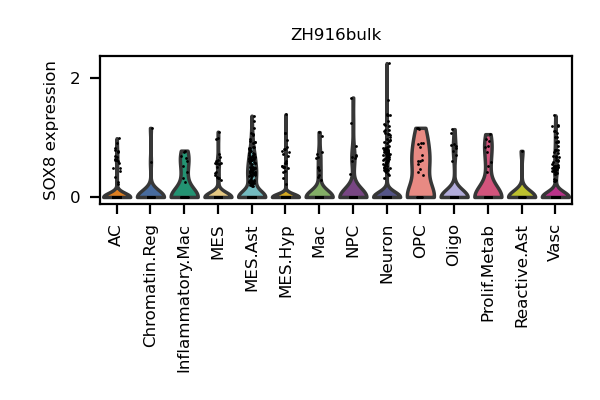 ZH916bulk
SOX8 expression
2
0
AC
Chromatin.Reg
Inflammatory.Mac
MES
MES.Ast
MES.Hyp
Mac
NPC
Neuron
OPC
Oligo
Prolif.Metab
Reactive.Ast
Vasc